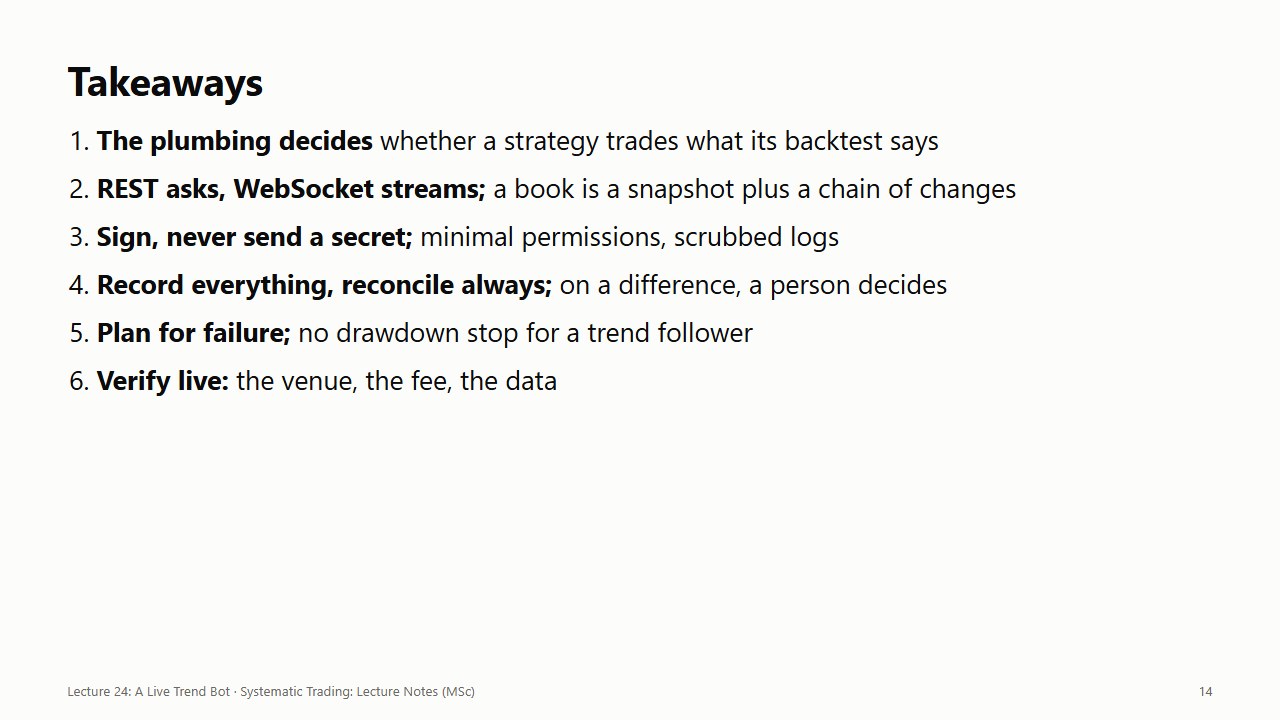 Takeaways
1. The plumbing decides whether a strategy trades what its backtest says
2. REST asks, WebSocket streams; a book is a snapshot plus a chain of changes
3. Sign, never send a secret; minimal permissions, scrubbed logs
4. Record everything, reconcile always; on a difference, a person decides
5. Plan for failure; no drawdown stop for a trend follower
6. Verify live: the venue, the fee, the data
Lecture 24: A Live Trend Bot · Systematic Trading: Lecture Notes (MSc)
14